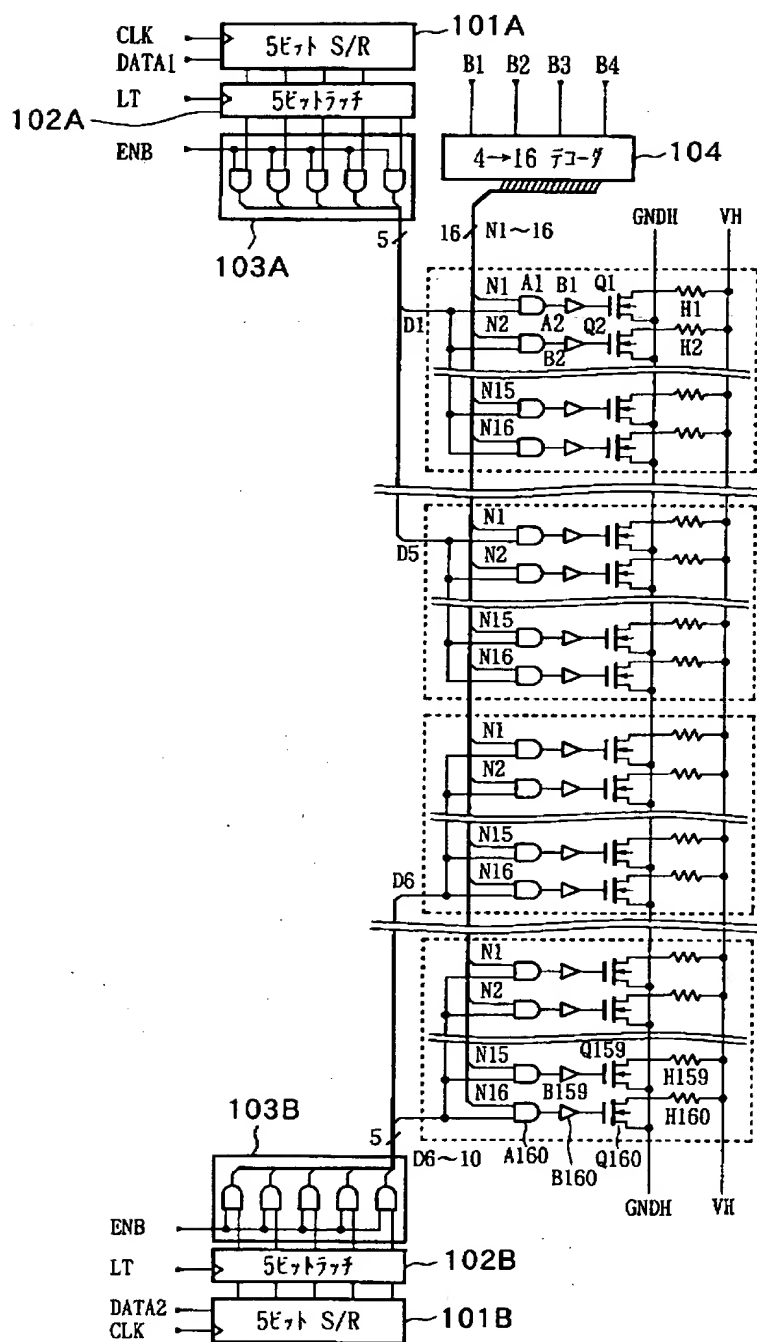 101A
CLK
5ビット S/R
DATA1
B1 B2 B3 B4
LT
5ビットラッチ
102A
ENB
4→16 デコーダ
104
103A
5
16
N1~16
GNDH
VH
N1 A1 B1 Q1
H1
D1
N2 A2 Q2
B2
H2
N15
N16
N1
D5
N2
N15
N16
N1
N2
N15
D6
N16
N1
N2
Q159
N15
B159
H159
103B
N16
H160
5
D6~10
A160
B160
Q160
GNDH
VH
ENB
LT
5ビットラッチ
102B
DATA2
5ビット S/R
CLK
101B